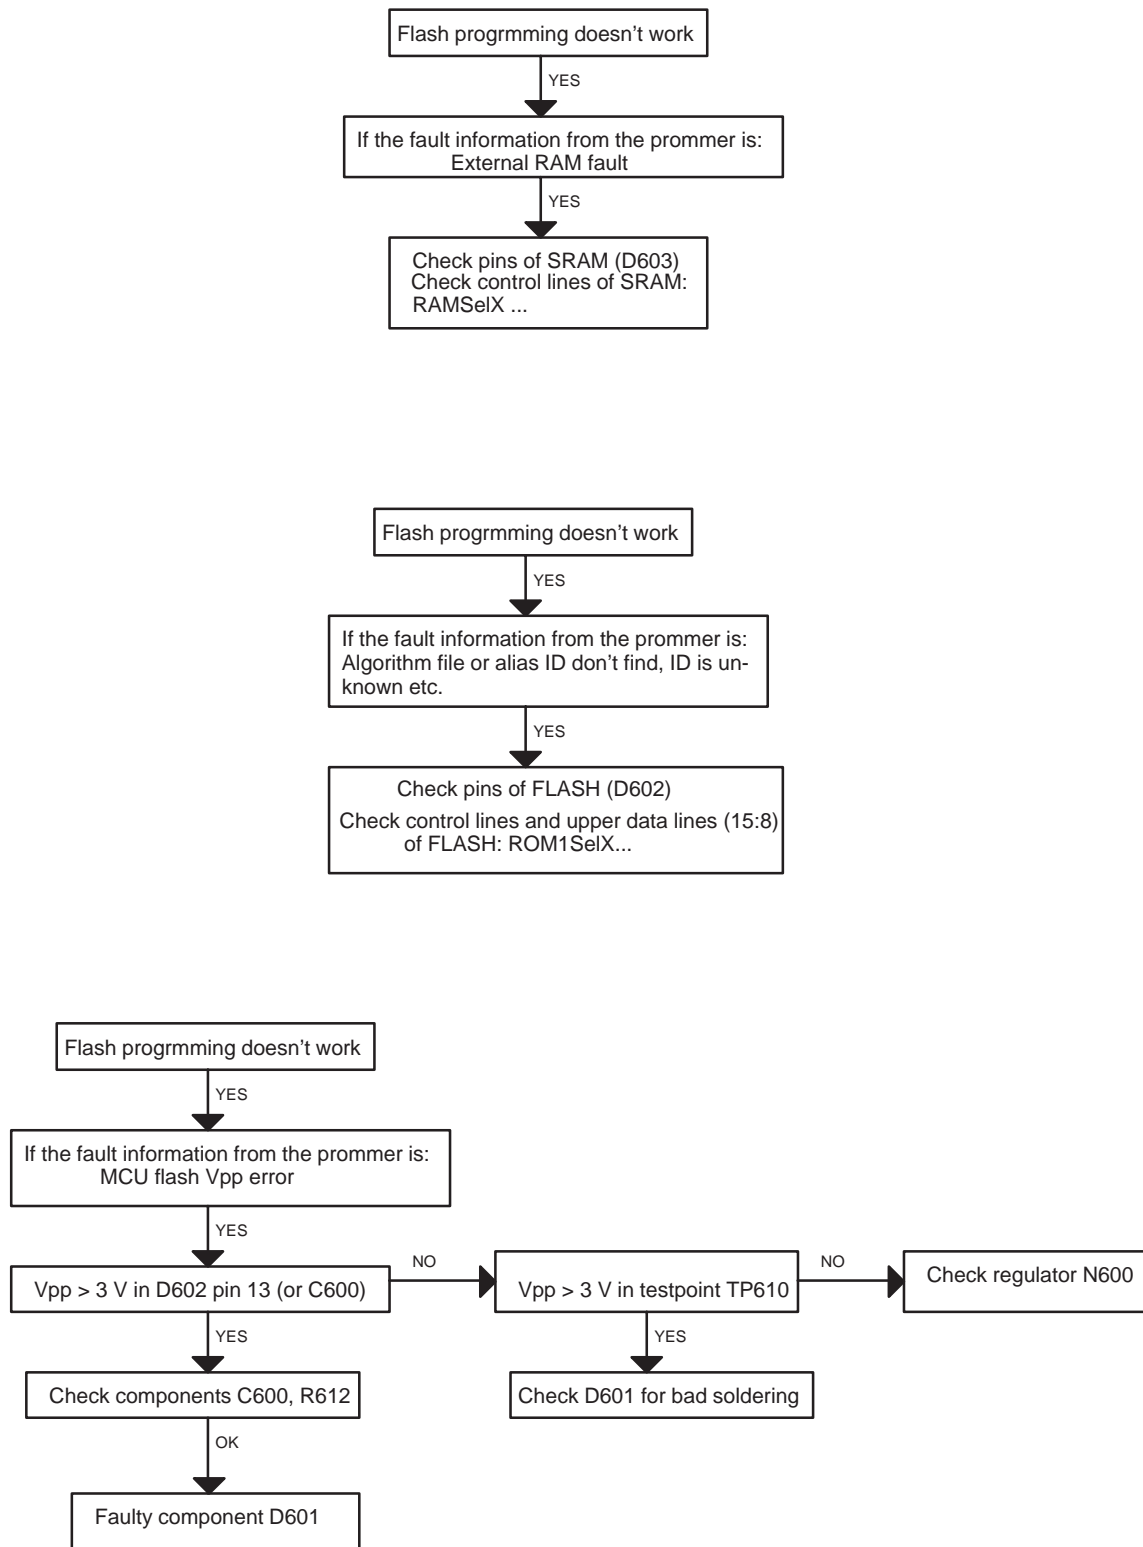 Flash progrmming doesn't work
YES
If the fault information from the prommer is:
External RAM fault
YES
Check pins of SRAM (D603)
Check control lines of SRAM:
RAMSelX ...
Flash progrmming doesn't work
YES
If the fault information from the prommer is:
Algorithm file or alias ID don't find, ID is un-
known etc.
YES
Check pins of FLASH (D602)
Check control lines and upper data lines (15:8)
of FLASH: ROM1SelX...
Flash progrmming doesn't work
YES
If the fault information from the prommer is:
MCU flash Vpp error
YES
Vpp > 3 V in D602 pin 13 (or C600)
NO
Vpp > 3 V in testpoint TP610
NO
Check regulator N600
YES
YES
Check components C600, R612
Check D601 for bad soldering
OK
Faulty component D601